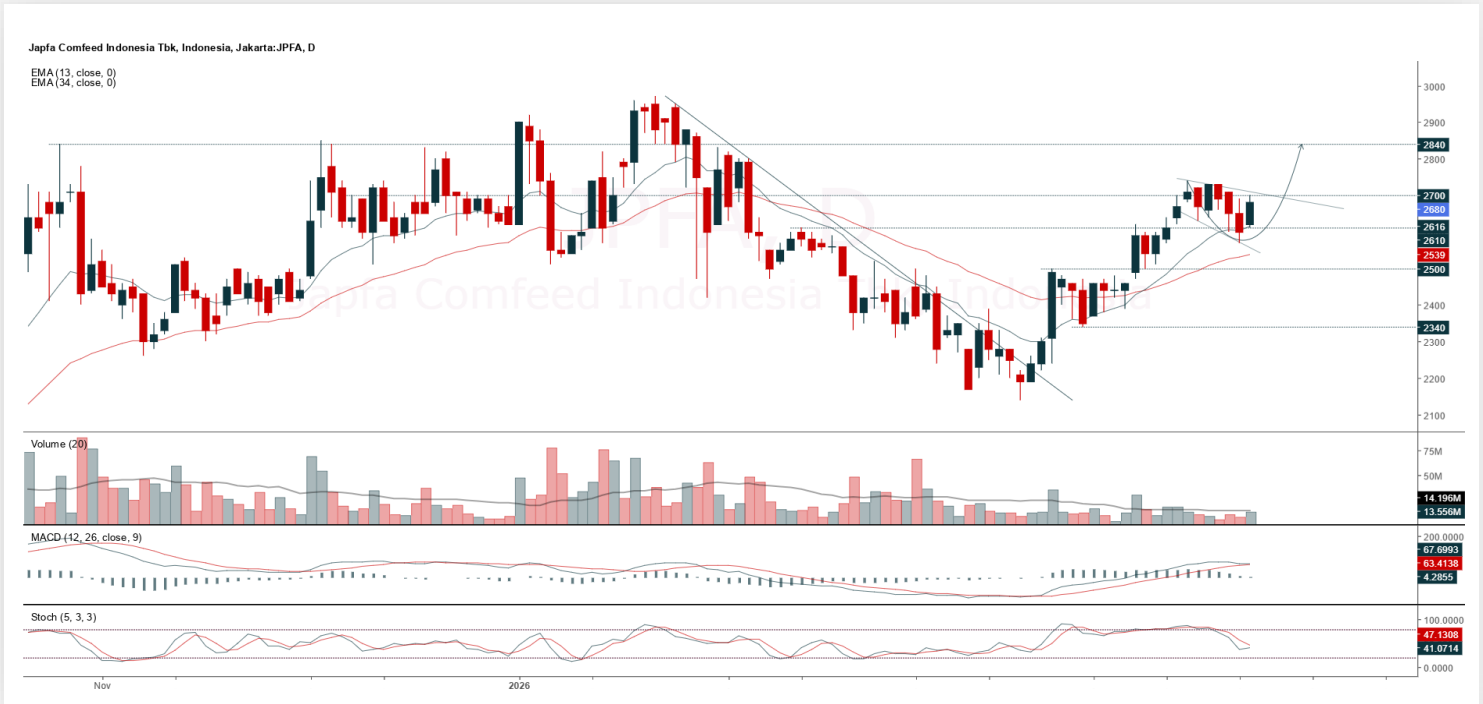 Japfa Comfeed Indonesia Tbk, Indonesia, Jakarta:JPFA, D
EMA (13, close, 0)
EMA (34, close, 0)
3000
2900
2840
2800
2700
2680
2616
2610
2539
2500
2400
2340
2300
2200
2100
JPFA, D
Japfa Comfeed Indonesia Tbk, Indonesia
Volume (20)
75M
50M
14.196M
13.556M
MACD (12, 26, close, 9)
200.0000
67.6993
63.4138
4.2855
Stoch (5, 3, 3)
100.0000
47.1308
41.0714
0.0000
Nov
2026